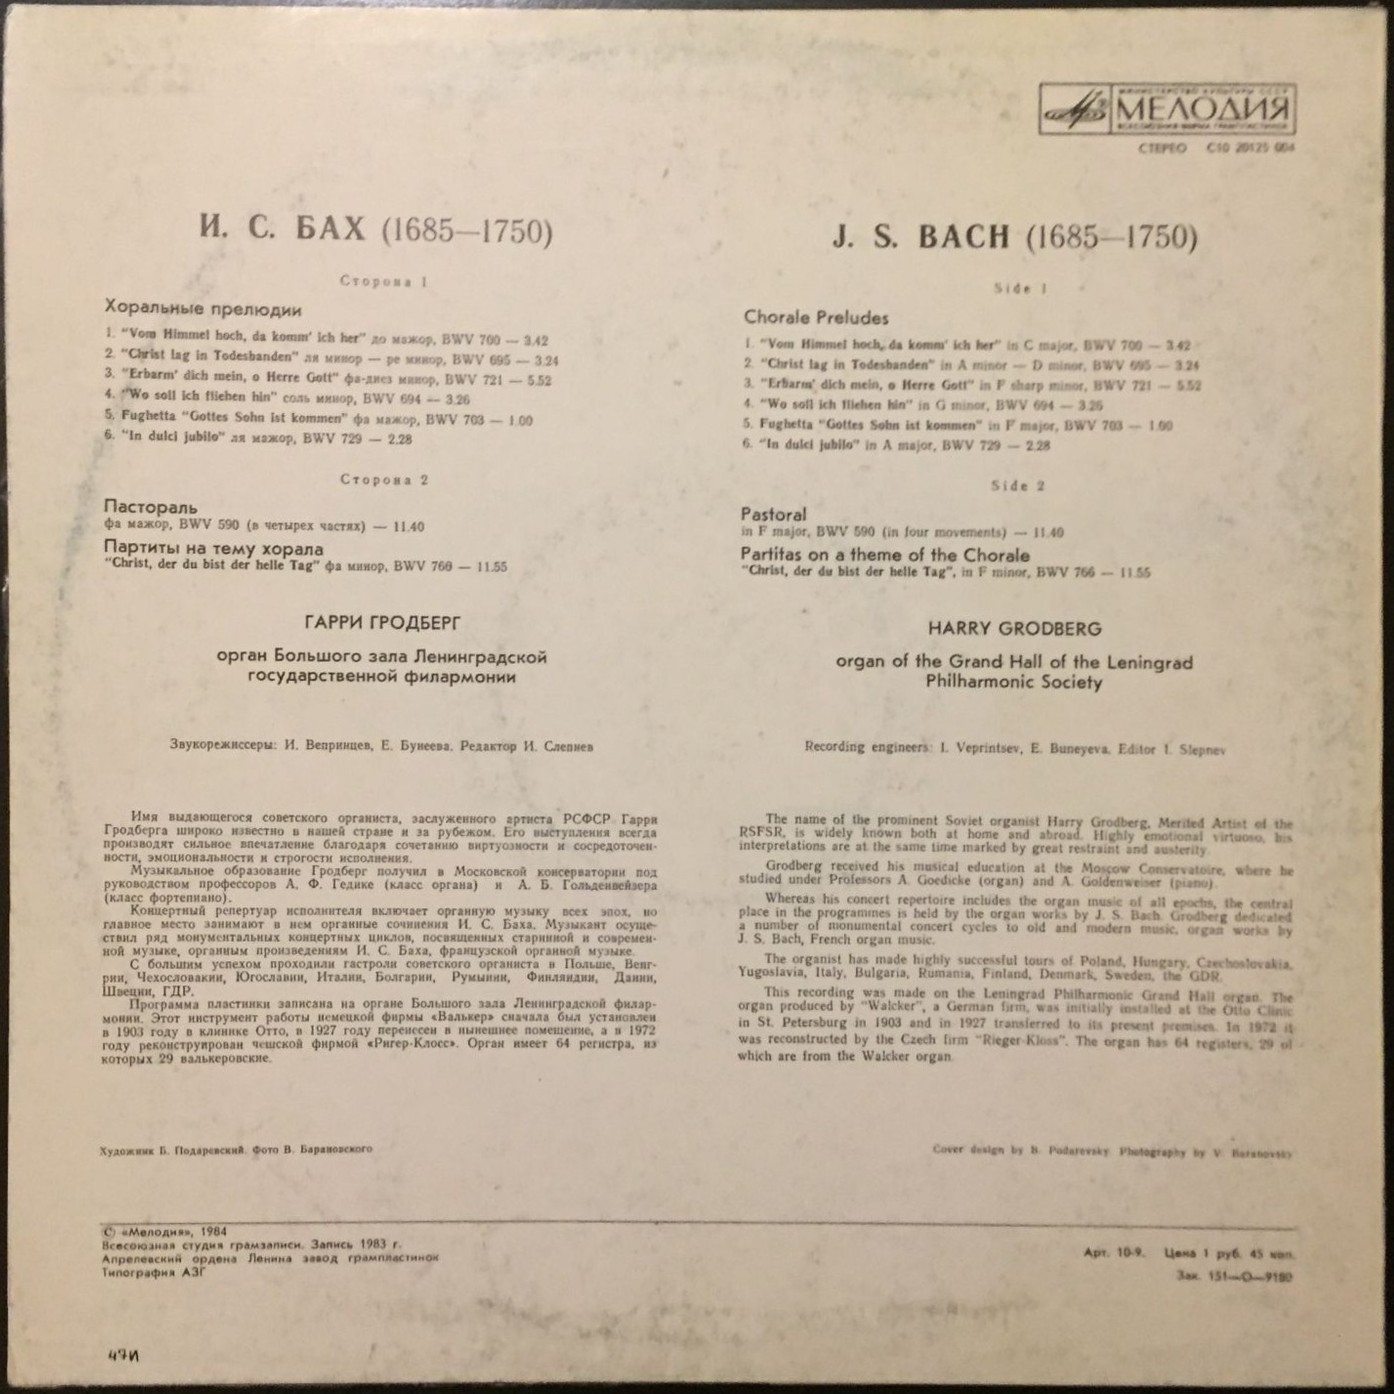 МИНИСТЕРСТВО КУЛЬТУРЫ СССР
МЕЛОДИЯ
ВСЕСОЮЗНАЯ ФИРМА ГРАМПЛАСТИНОК
СТЕРЕО С10 20125 004
И. С. БАХ (1685—1750)
Сторона 1
Хоральные прелюдии
1. "Vom Himmel hoch, da komm' ich her" до мажор, BWV 700 — 3.42
2. "Christ lag in Todesbanden" ля минор — ре минор, BWV 695 — 3.24
3. "Erbarm' dich mein, o Herre Gott" фа-диез минор, BWV 721 — 5.52
4. "Wo soll ich fliehen hin" соль минор, BWV 694 — 3.26
5. Fughetta "Gottes Sohn ist kommen" фа мажор, BWV 703 — 1.00
6. "In dulci jubilo" ля мажор, BWV 729 — 2.28
Сторона 2
Пастораль
фа мажор, BWV 590 (в четырех частях) — 11.40
Партиты на тему хорала
"Christ, der du bist der helle Tag" фа минор, BWV 766 — 11.55
ГАРРИ ГРОДБЕРГ
орган Большого зала Ленинградской
государственной филармонии
Звукорежиссеры: И. Вепринцев, Е. Бунеева. Редактор И. Слепнев
Имя выдающегося советского органиста, заслуженного артиста РСФСР Гарри
Гродберга широко известно в нашей стране и за рубежом. Его выступления всегда
производят сильное впечатление благодаря сочетанию виртуозности и сосредоточен-
ности, эмоциональности и строгости исполнения.
Музыкальное образование Гродберг получил в Московской консерватории под
руководством профессоров А. Ф. Гедике (класс органа) и А. Б. Гольденвейзера
(класс фортепиано).
Концертный репертуар исполнителя включает органную музыку всех эпох, но
главное место занимают в нем органные сочинения И. С. Баха. Музыкант осуще-
ствил ряд монументальных концертных циклов, посвященных старинной и современ-
ной музыке, органным произведениям И. С. Баха, французской органной музыке.
С большим успехом проходили гастроли советского органиста в Польше, Венг-
рии, Чехословакии, Югославии, Италии, Болгарии, Румынии, Финляндии, Дании,
Швеции, ГДР.
Программа пластинки записана на органе Большого зала Ленинградской филар-
монии. Этот инструмент работы немецкой фирмы «Валькер» сначала был установлен
в 1903 году в клинике Отто, в 1927 году перенесен в нынешнее помещение, а в 1972
году реконструирован чешской фирмой «Ригер-Клосс». Орган имеет 64 регистра, из
которых 29 валькеровские.
Художник Б. Подаревский. Фото В. Барановского
J. S. BACH (1685—1750)
Side 1
Chorale Preludes
1. "Vom Himmel hoch, da komm' ich her" in C major, BWV 700 — 3.42
2. "Christ lag in Todesbanden" in A minor — D minor, BWV 695 — 3.24
3. "Erbarm' dich mein, o Herre Gott" in F sharp minor, BWV 721 — 5.52
4. "Wo soll ich fliehen hin" in G minor, BWV 694 — 3.26
5. Fughetta "Gottes Sohn ist kommen" in F major, BWV 703 — 1.00
6. "In dulci jubilo" in A major, BWV 729 — 2.28
Side 2
Pastoral
in F major, BWV 590 (in four movements) — 11.40
Partitas on a theme of the Chorale
"Christ, der du bist der helle Tag", in F minor, BWV 766 — 11.55
HARRY GRODBERG
organ of the Grand Hall of the Leningrad
Philharmonic Society
Recording engineers: I. Veprintsev, E. Buneyeva. Editor I. Slepnev
The name of the prominent Soviet organist Harry Grodberg, Merited Artist of the
RSFSR, is widely known both at home and abroad. Highly emotional virtuoso, his
interpretations are at the same time marked by great restraint and austerity.
Grodberg received his musical education at the Moscow Conservatoire, where he
studied under Professors A. Goedicke (organ) and A. Goldenweiser (piano).
Whereas his concert repertoire includes the organ music of all epochs, the central
place in the programmes is held by the organ works by J. S. Bach. Grodberg dedicated
a number of monumental concert cycles to old and modern music, organ works by
J. S. Bach, French organ music.
The organist has made highly successful tours of Poland, Hungary, Czechoslovakia,
Yugoslavia, Italy, Bulgaria, Rumania, Finland, Denmark, Sweden, the GDR.
This recording was made on the Leningrad Philharmonic Grand Hall organ. The
organ produced by "Walcker", a German firm, was initially installed at the Otto Clinic
in St. Petersburg in 1903 and in 1927 transferred to its present premises. In 1972 it
was reconstructed by the Czech firm "Rieger-Kloss". The organ has 64 registers, 29 of
which are from the Walcker organ.
Cover design by B. Podarevsky Photography by V. Baranovsky
© «Мелодия», 1984
Всесоюзная студия грамзаписи. Запись 1983 г.
Апрелевский ордена Ленина завод грампластинок
Типография АЗГ
Арт. 10-9. Цена 1 руб. 45 коп.
Зак. 151—О—9180
49И